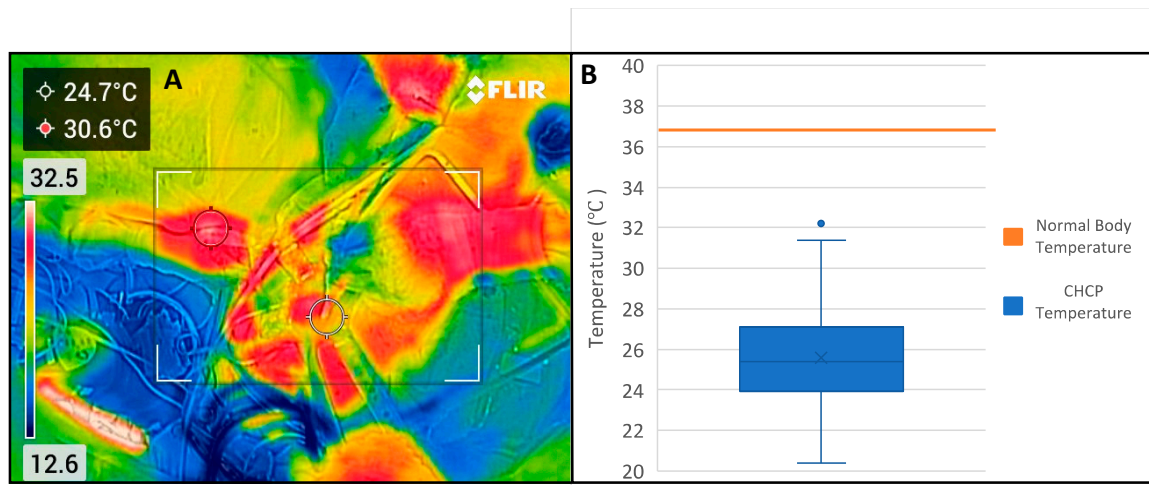 A
24.7°C
30.6°C
FLIR
32.5
12.6
B
40
38
36
34
32
30
28
26
24
22
20
Temperature (°C )
Normal Body
Temperature
CHCP
Temperature